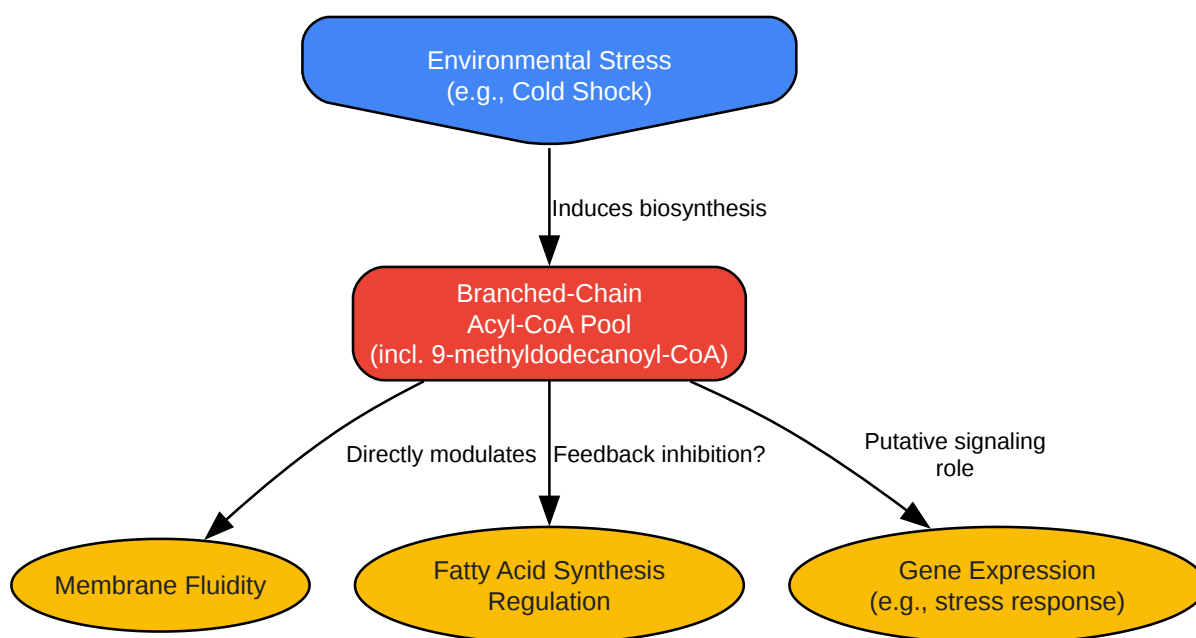 Environmental Stress
(e.g., Cold Shock)
Induces biosynthesis
Branched-Chain
Acyl-CoA Pool
(incl. 9-methyldodecanoyl-CoA)
Directly modulates
Feedback inhibition?
Putative signaling
role
Membrane Fluidity
Fatty Acid Synthesis
Regulation
Gene Expression
(e.g., stress response)